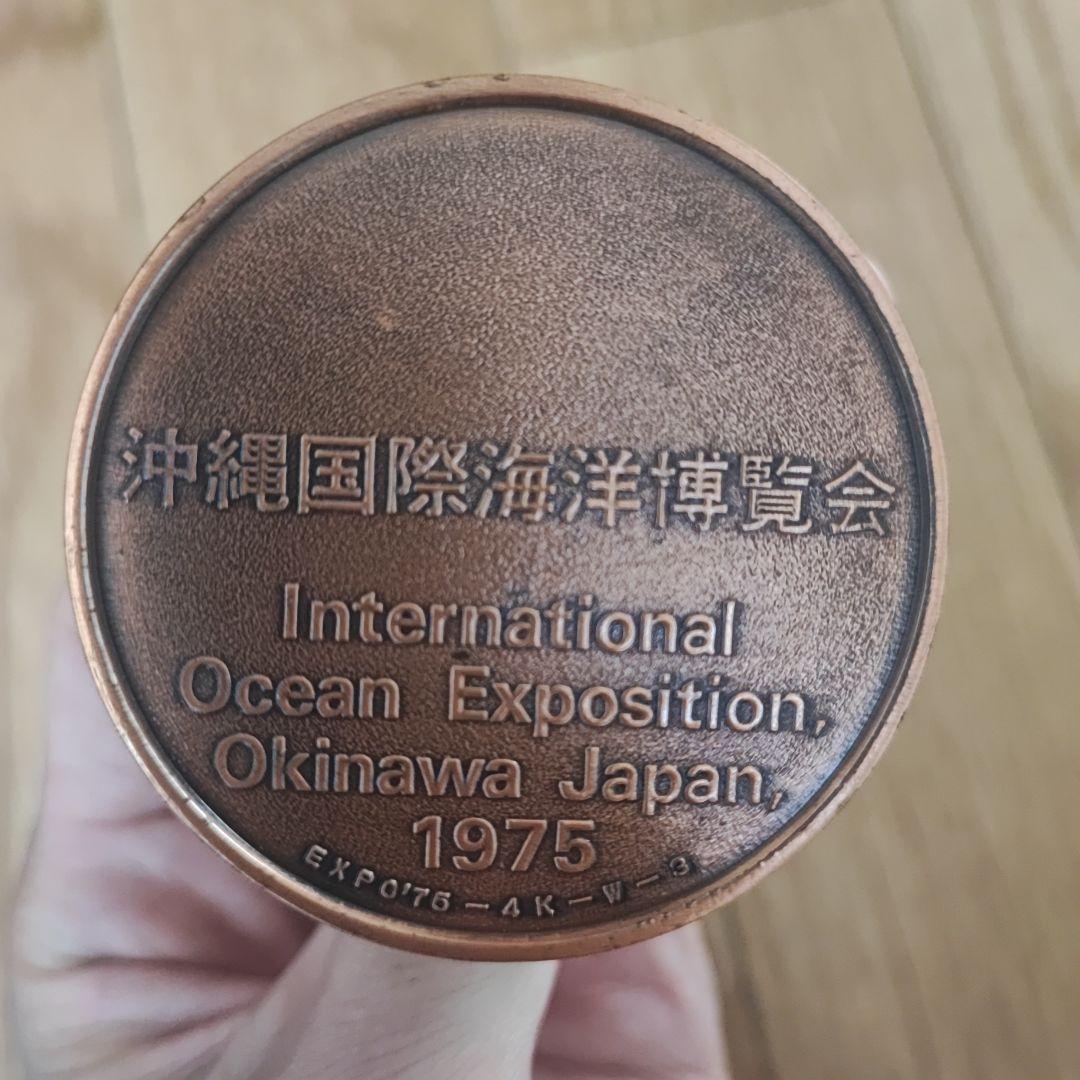 沖縄国際海洋博覧会
International
Ocean Exposition,
Okinawa Japan,
1975
EXPO'75-4K-W-3